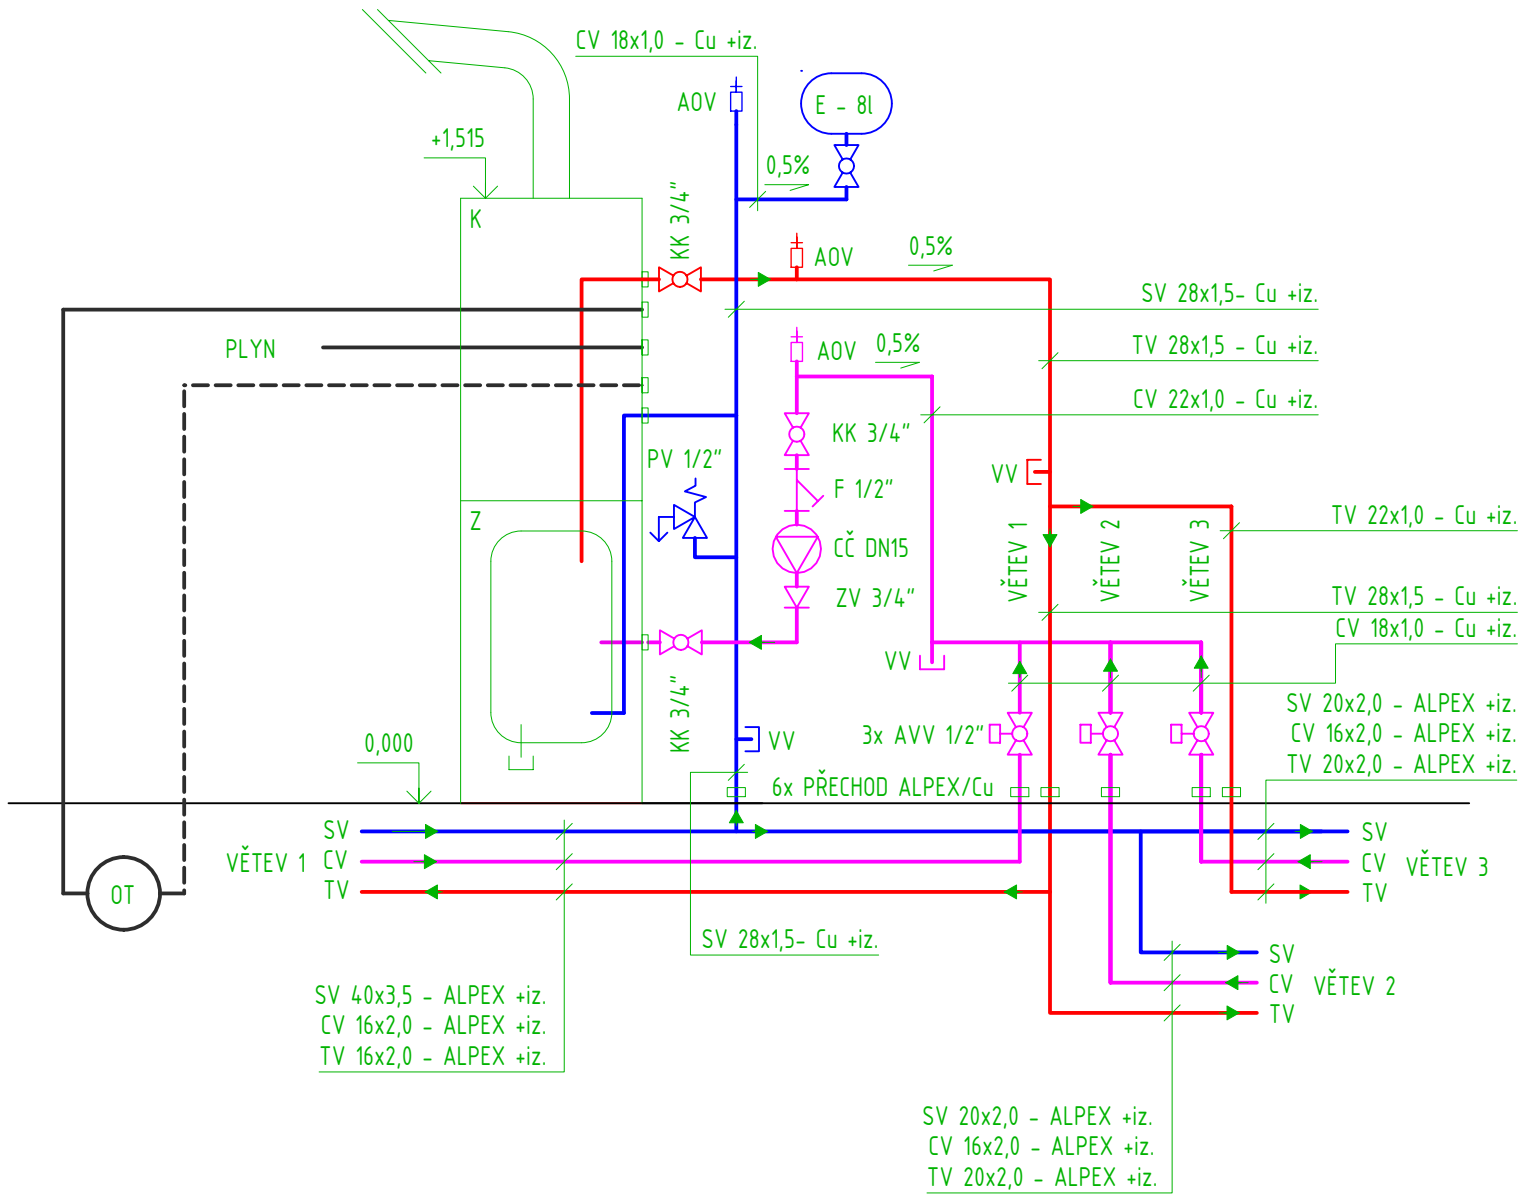 CV 18x1,0 - Cu +iz.
AOV
E - 8l
+1,515
0,5%
K
KK 3/4"
AOV
0,5%
SV 28x1,5- Cu +iz.
PLYN
AOV
0,5%
TV 28x1,5 - Cu +iz.
CV 22x1,0 - Cu +iz.
KK 3/4"
PV 1/2"
VV
F 1/2"
Z
TV 22x1,0 - Cu +iz.
CČ DN15
VĚTEV 1
VĚTEV 2
VĚTEV 3
ZV 3/4"
TV 28x1,5 - Cu +iz.
CV 18x1,0 - Cu +iz.
VV
KK 3/4"
SV 20x2,0 - ALPEX +iz.
CV 16x2,0 - ALPEX +iz.
TV 20x2,0 - ALPEX +iz.
0,000
VV
3x AVV 1/2"
6x PŘECHOD ALPEX/Cu
SV
CV
TV
VĚTEV 1
SV
CV
TV
VĚTEV 3
OT
SV 28x1,5- Cu +iz.
SV
CV
TV
VĚTEV 2
SV 40x3,5 - ALPEX +iz.
CV 16x2,0 - ALPEX +iz.
TV 16x2,0 - ALPEX +iz.
SV 20x2,0 - ALPEX +iz.
CV 16x2,0 - ALPEX +iz.
TV 20x2,0 - ALPEX +iz.